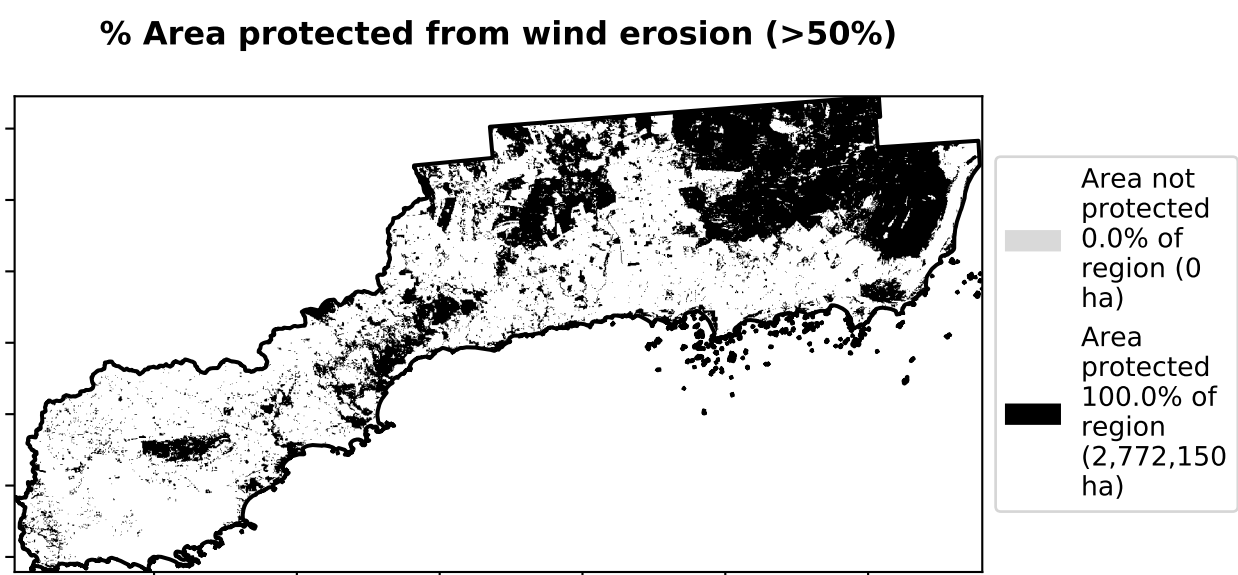 % Area protected from wind erosion (>50%)
Area not
protected
0.0% of
region (0
ha)
Area
protected
100.0% of
region
(2,772,150
ha)